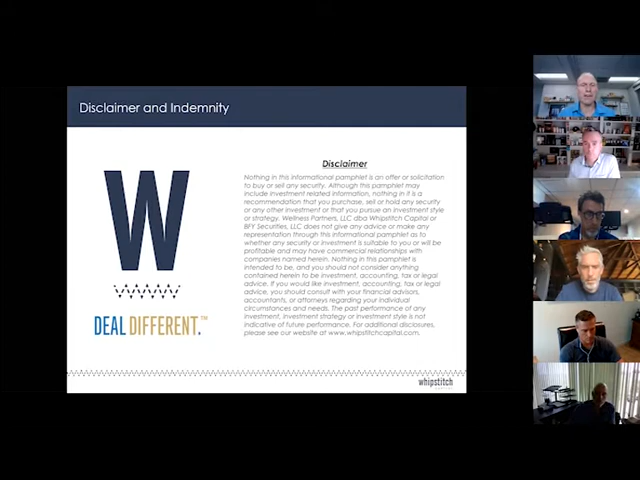 Disclaimer and Indemnity
W
DEAL DIFFERENT.™
Disclaimer
Nothing in this informational pamphlet is an offer or solicitation
to buy or sell any security. Although this pamphlet may
include investment related information, nothing in it is a
recommendation that you purchase, sell or hold any security
or any other investment or that you pursue an investment style
or strategy. Wellness Partners, LLC dba Whipstitch Capital or
BFY Securities, LLC does not give any advice or make any
representation through this informational pamphlet as to
whether any security or investment is suitable to you or will be
profitable and may have commercial relationships with
companies named herein. Nothing in this pamphlet is
intended to be, and you should not consider anything
contained herein to be investment, accounting, tax or legal
advice. If you would like investment, accounting, tax or legal
advice, you should consult with your financial advisors,
accountants, or attorneys regarding your individual
circumstances and needs. The past performance of any
investment, investment strategy or investment style is not
indicative of future performance. For additional disclosures,
please see our website at www.whipstitchcapital.com.
whipstitch